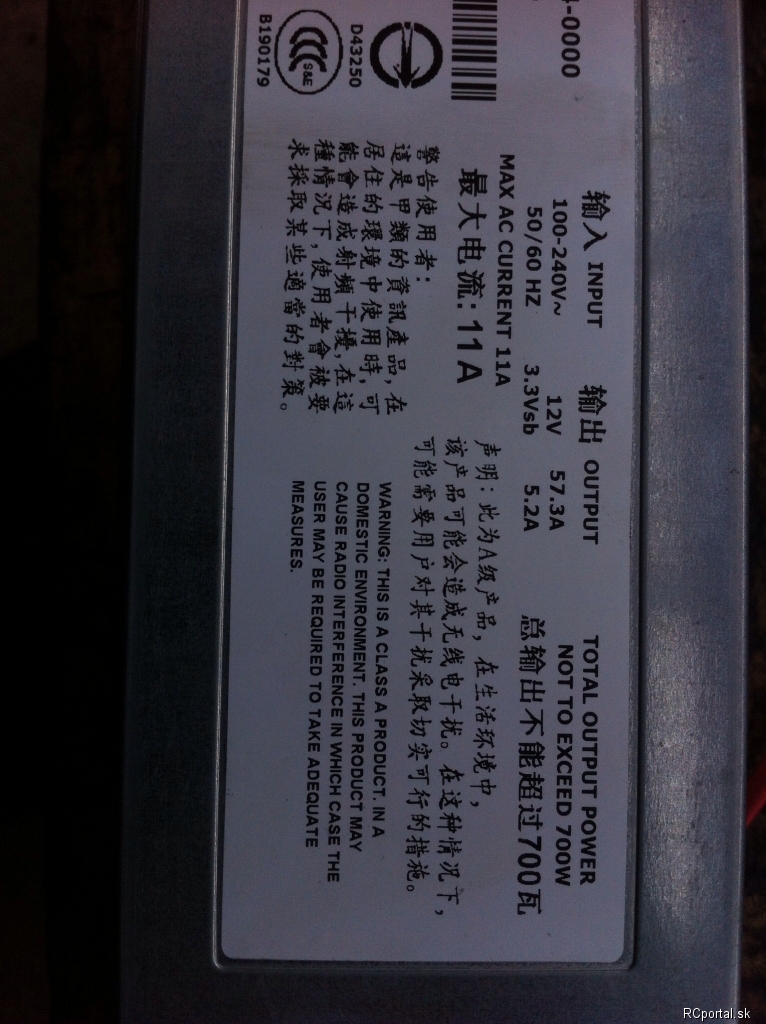 4-0000
输入 INPUT
100-240V~
50/60 HZ
MAX AC CURRENT 11A
最大电流: 11A
输出 OUTPUT
12V 57.3A
3.3Vsb 5.2A
TOTAL OUTPUT POWER
NOT TO EXCEED 700W
总输出不能超过700瓦
D43250
S&E
B190179
警告使用者:
這是甲類的資訊產品,在
居住的環境中使用時,可
能會造成射頻干擾,在這
種情況下,使用者會被要
求採取某些適當的對策。
声明: 此为A级产品, 在生活环境中,
该产品可能会造成无线电干扰。在这种情况下,
可能需要用户对其干扰采取切实可行的措施。
WARNING: THIS IS A CLASS A PRODUCT. IN A
DOMESTIC ENVIRONMENT. THIS PRODUCT MAY
CAUSE RADIO INTERFERENCE IN WHICH CASE THE
USER MAY BE REQUIRED TO TAKE ADEQUATE
MEASURES.
RCportal.sk